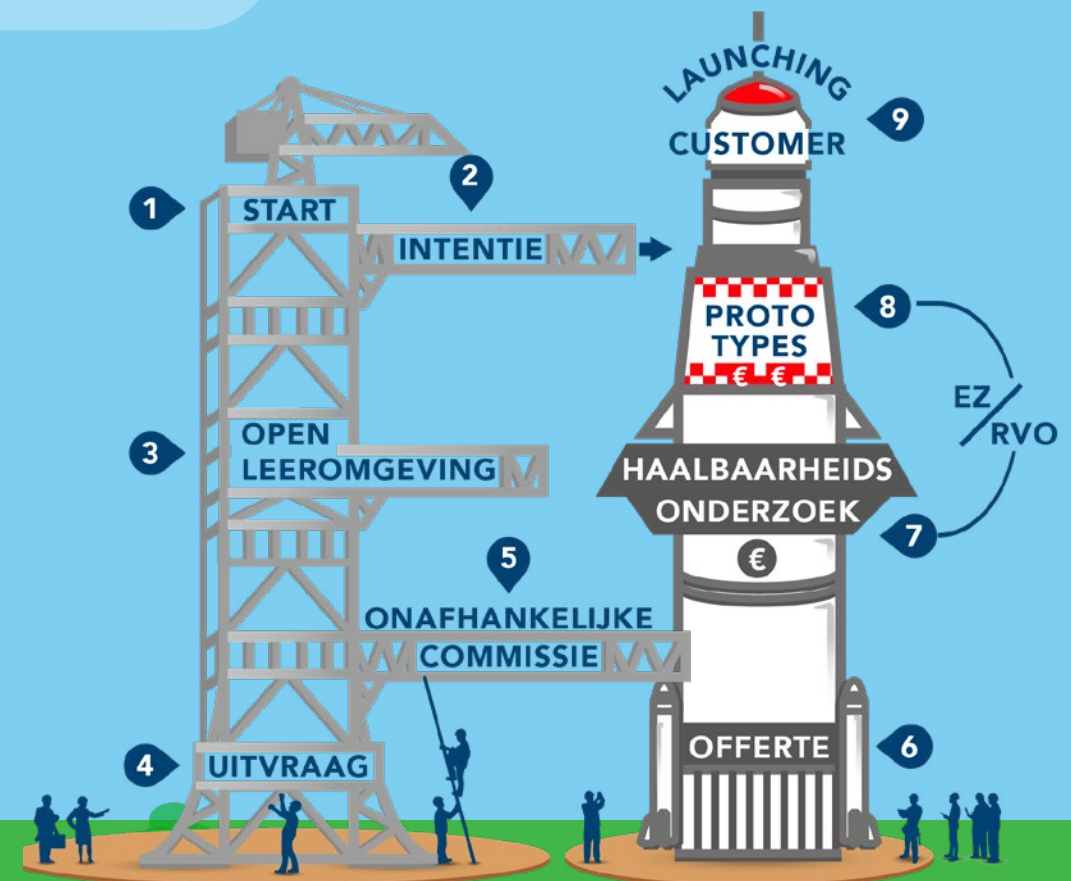 1
START
2
INTENTIE
3
OPEN
LEEROMGEVING
4
UITVRAAG
5
ONAFHANKELIJKE
COMMISSIE
6
OFFERTE
7
HAALBAARHEIDS
ONDERZOEK
€
8
PROTO
TYPES
€ €
EZ/RVO
9
LAUNCHING
CUSTOMER